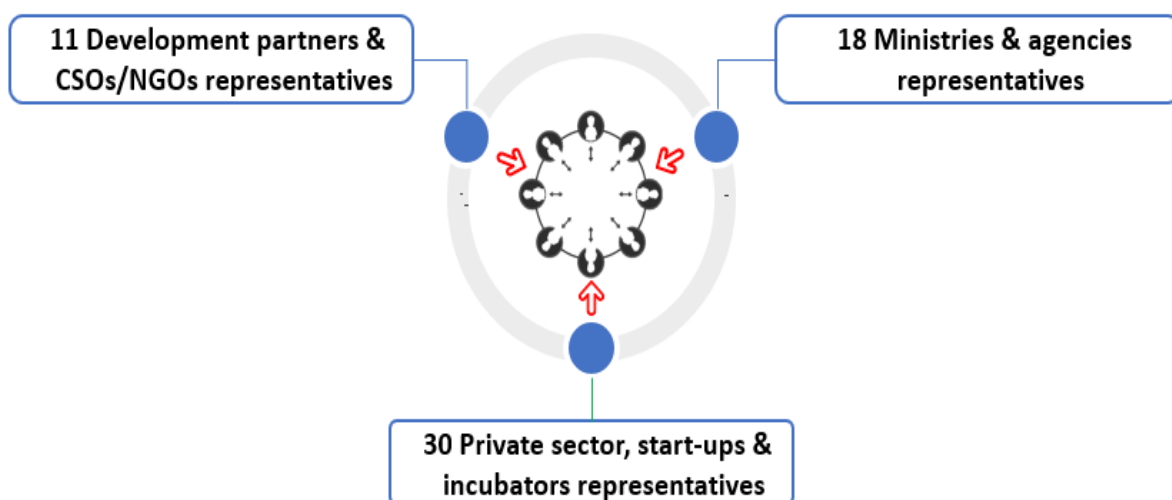 11 Development partners &
CSOs/NGOs representatives
18 Ministries & agencies
representatives
30 Private sector, start-ups &
incubators representatives